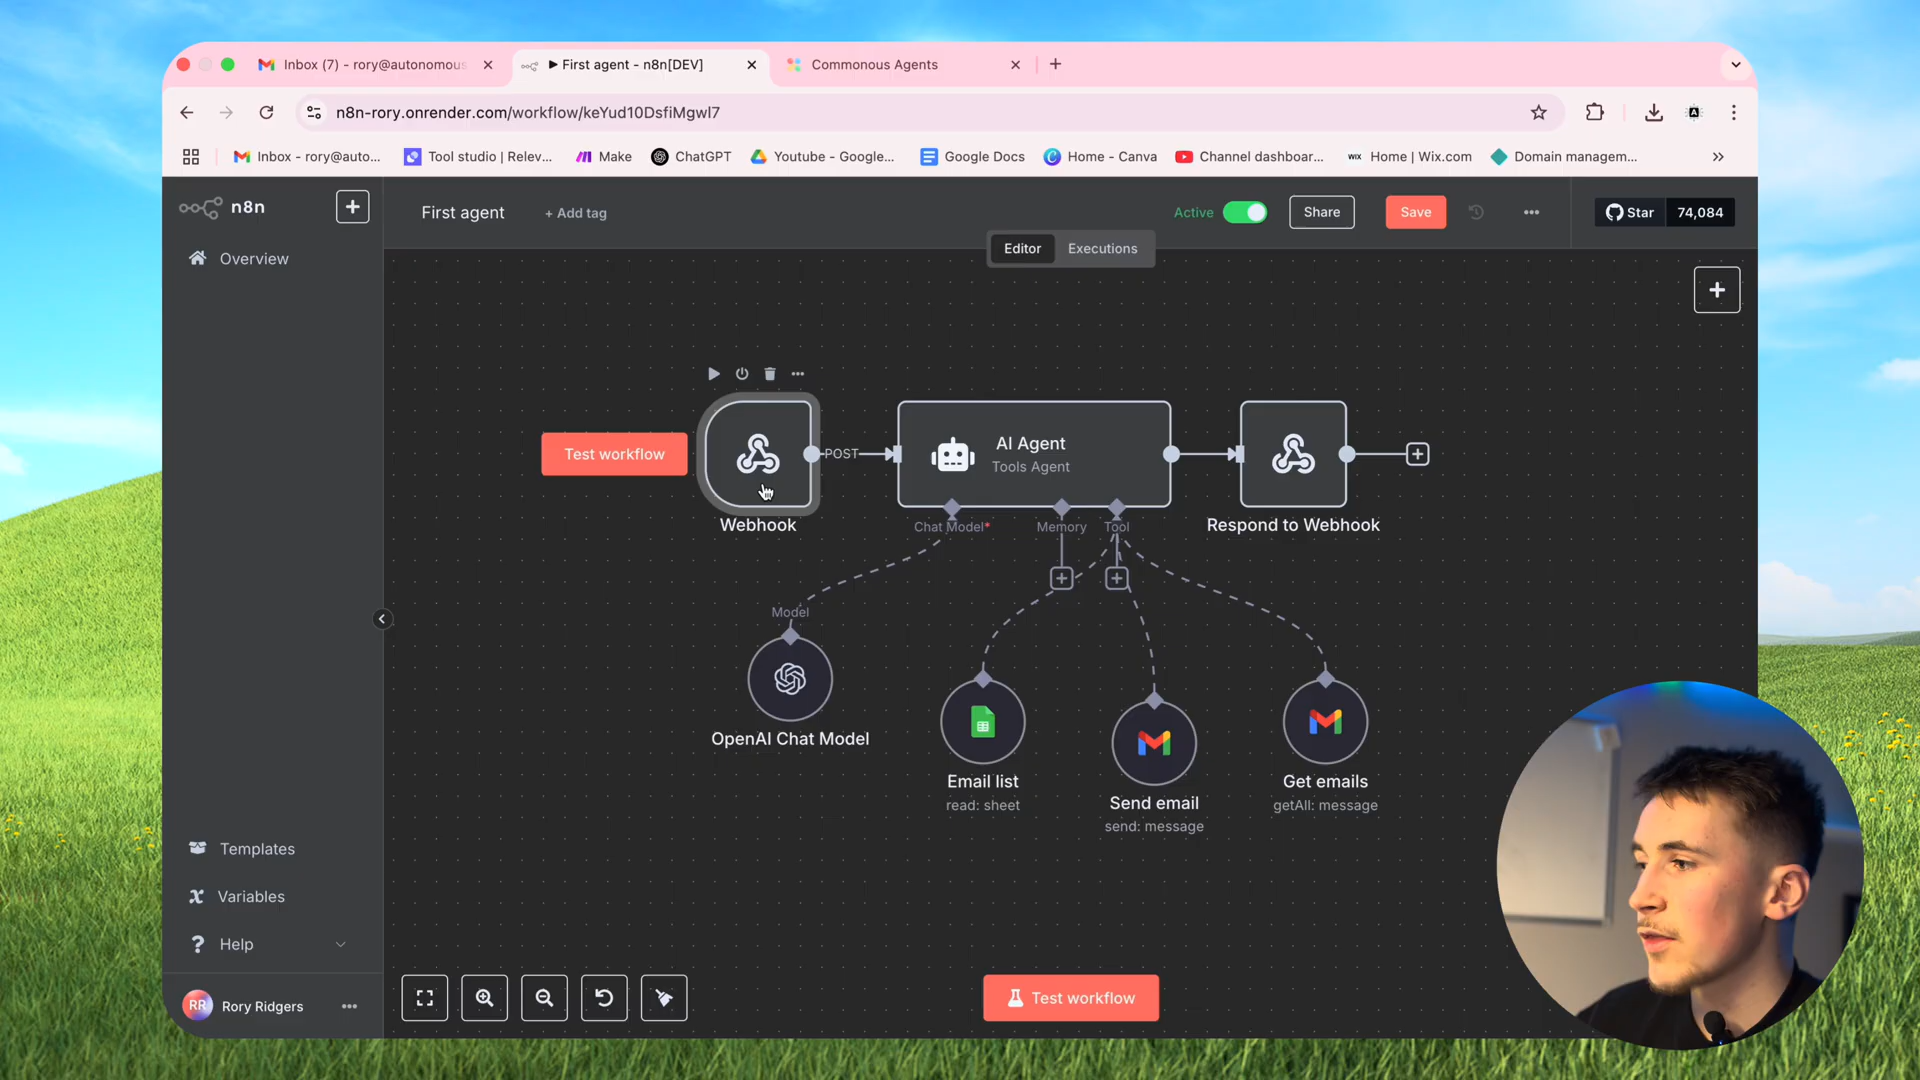 Inbox (7) - rory@autonomous
First agent - n8n[DEV]
Commonous Agents
n8n-rory.onrender.com/workflow/keYud10DsfiMgwl7
Inbox - rory@auto...
Tool studio | Relev...
Make
ChatGPT
Youtube - Google...
Google Docs
Home - Canva
Channel dashboar...
WIX Home | Wix.com
Domain managem...
n8n
First agent
+ Add tag
Active
Share
Save
Star 74,084
Editor
Executions
Overview
Test workflow
POST
AI Agent
Tools Agent
Webhook
Chat Model*
Memory
Tool
Respond to Webhook
Model
OpenAI Chat Model
Email list
read: sheet
Send email
send: message
Get emails
getAll: message
Templates
Variables
Help
RR Rory Ridgers
Test workflow